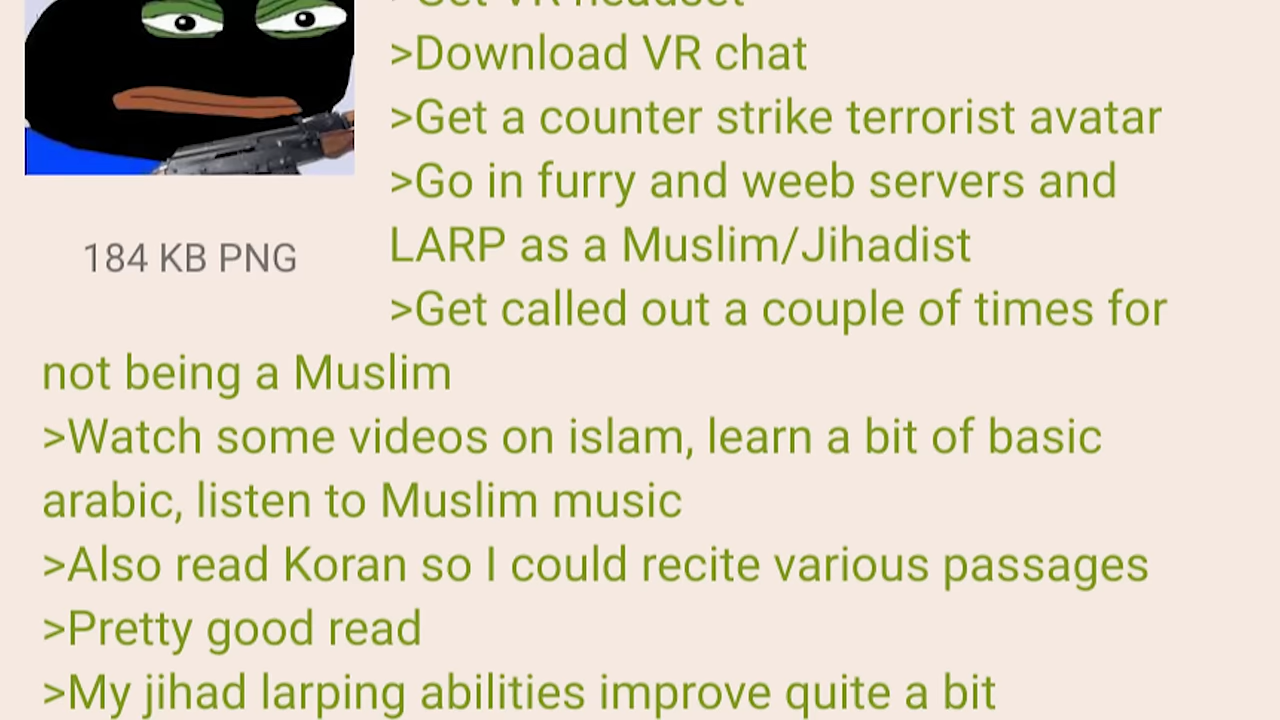 >Get VR headset
>Download VR chat
>Get a counter strike terrorist avatar
>Go in furry and weeb servers and
LARP as a Muslim/Jihadist
184 KB PNG
>Get called out a couple of times for
not being a Muslim
>Watch some videos on islam, learn a bit of basic
arabic, listen to Muslim music
>Also read Koran so I could recite various passages
>Pretty good read
>My jihad larping abilities improve quite a bit